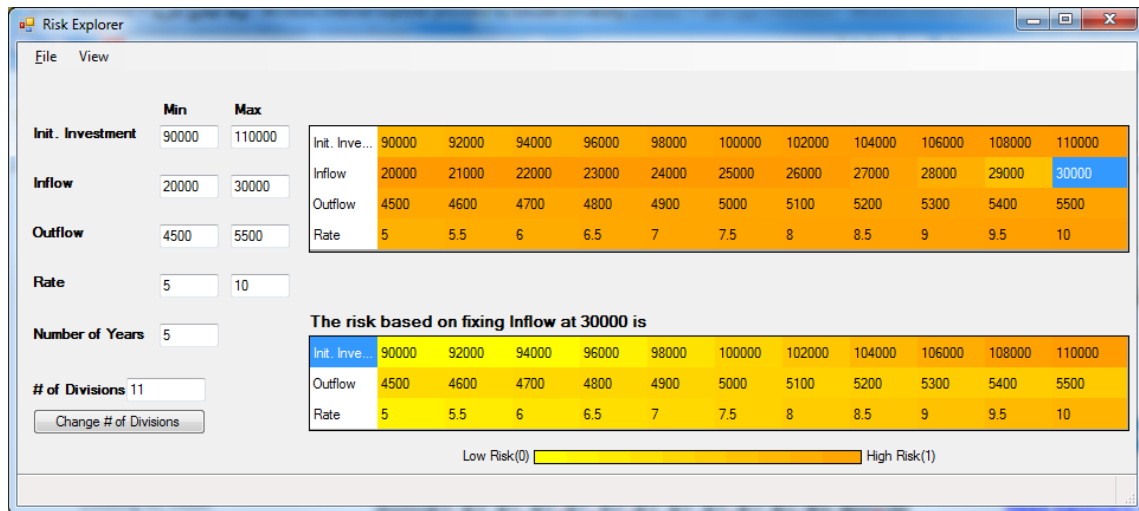 Risk Explorer
File View
Min Max
Init. Investment 90000 110000
Inflow 20000 30000
Outflow 4500 5500
Rate 5 10
Number of Years 5
# of Divisions 11
Change # of Divisions
Init. Inve... 90000 92000 94000 96000 98000 100000 102000 104000 106000 108000 110000
Inflow 20000 21000 22000 23000 24000 25000 26000 27000 28000 29000 30000
Outflow 4500 4600 4700 4800 4900 5000 5100 5200 5300 5400 5500
Rate 5 5.5 6 6.5 7 7.5 8 8.5 9 9.5 10
The risk based on fixing Inflow at 30000 is
Init. Inve... 90000 92000 94000 96000 98000 100000 102000 104000 106000 108000 110000
Outflow 4500 4600 4700 4800 4900 5000 5100 5200 5300 5400 5500
Rate 5 5.5 6 6.5 7 7.5 8 8.5 9 9.5 10
Low Risk(0) High Risk(1)